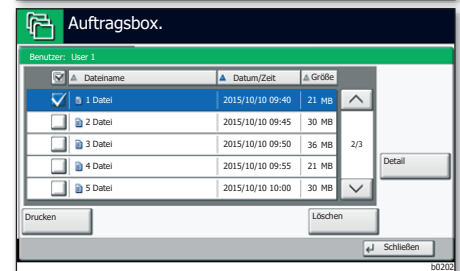 Auftragsbox.
Benutzer: User 1
Dateiname Datum/Zeit Größe
1 Datei 2015/10/10 09:40 21 MB
2 Datei 2015/10/10 09:45 30 MB
3 Datei 2015/10/10 09:50 36 MB 2/3
4 Datei 2015/10/10 09:55 21 MB Detail
5 Datei 2015/10/10 10:00 30 MB
Drucken Löschen
Schließen
b0202